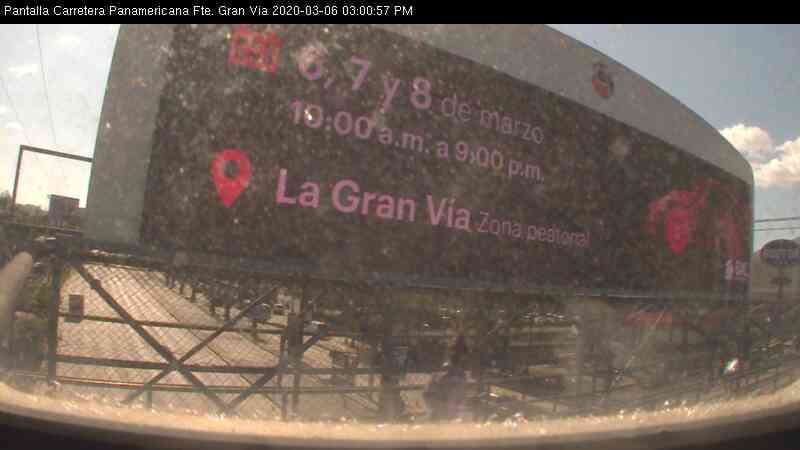 Pantalla Carretera Panamericana Fte. Gran Via 2020-03-06 03:00:57 PM
6, 7 y 8 de marzo
10:00 a.m. a 9:00 p.m.
La Gran Vía Zona peatonal